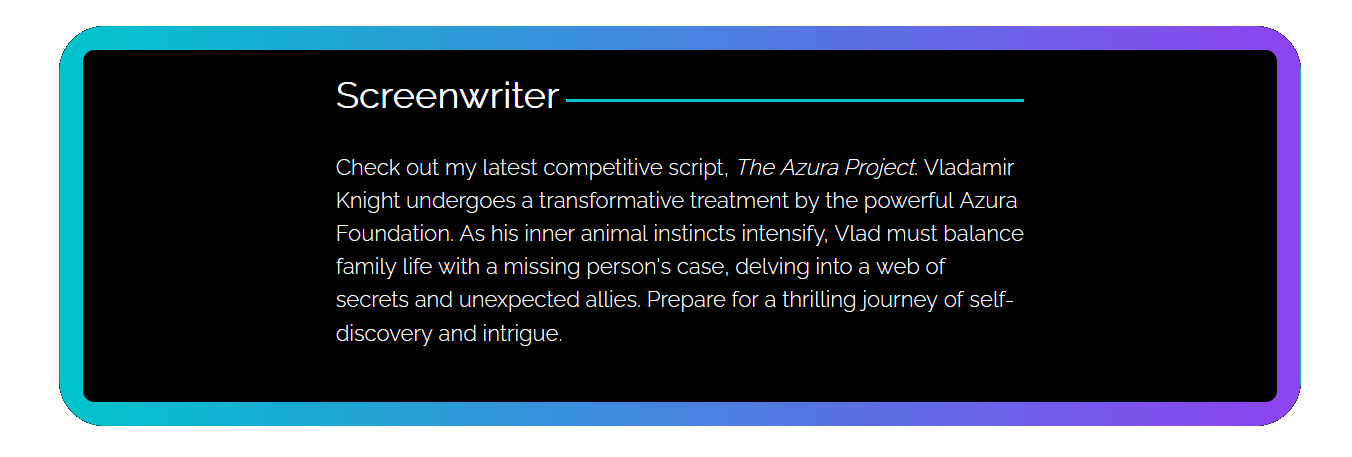 Screenwriter
Check out my latest competitive script, The Azura Project. Vladamir
Knight undergoes a transformative treatment by the powerful Azura
Foundation. As his inner animal instincts intensify, Vlad must balance
family life with a missing person's case, delving into a web of
secrets and unexpected allies. Prepare for a thrilling journey of self-
discovery and intrigue.